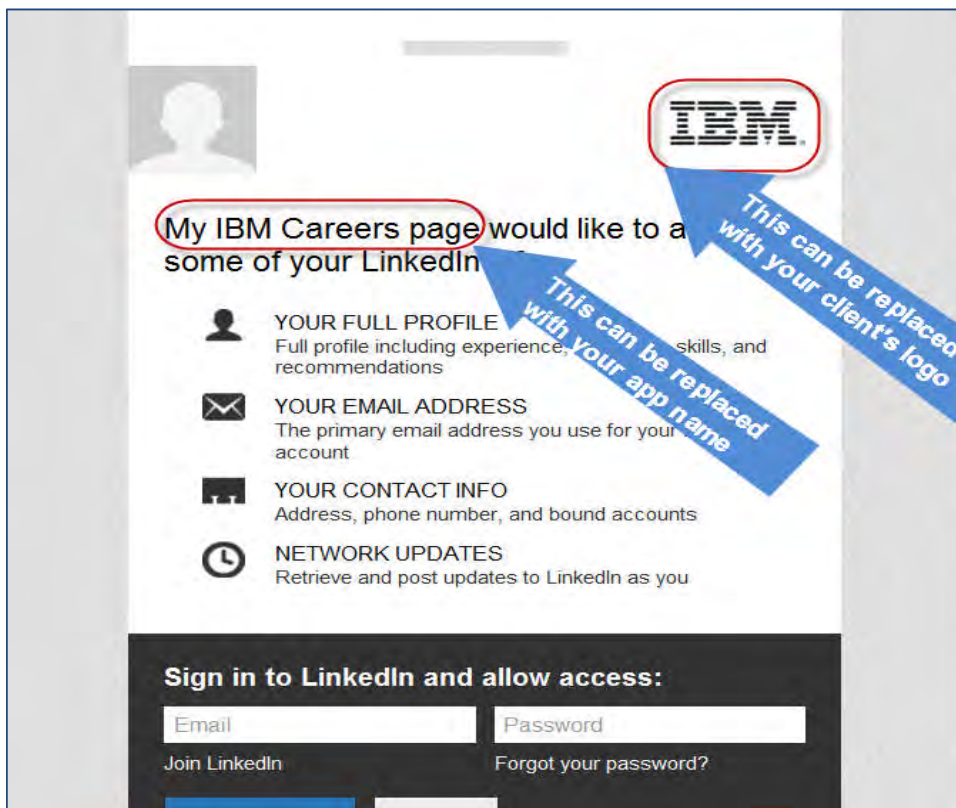 IBM
My IBM Careers page would like to a
some of your LinkedIn
YOUR FULL PROFILE
Full profile including experience, skills, and
recommendations
YOUR EMAIL ADDRESS
The primary email address you use for your
account
YOUR CONTACT INFO
Address, phone number, and bound accounts
NETWORK UPDATES
Retrieve and post updates to LinkedIn as you
This can be replaced
with your client's logo
This can be replaced
with your app name
Sign in to LinkedIn and allow access:
Email Password
Join LinkedIn Forgot your password?